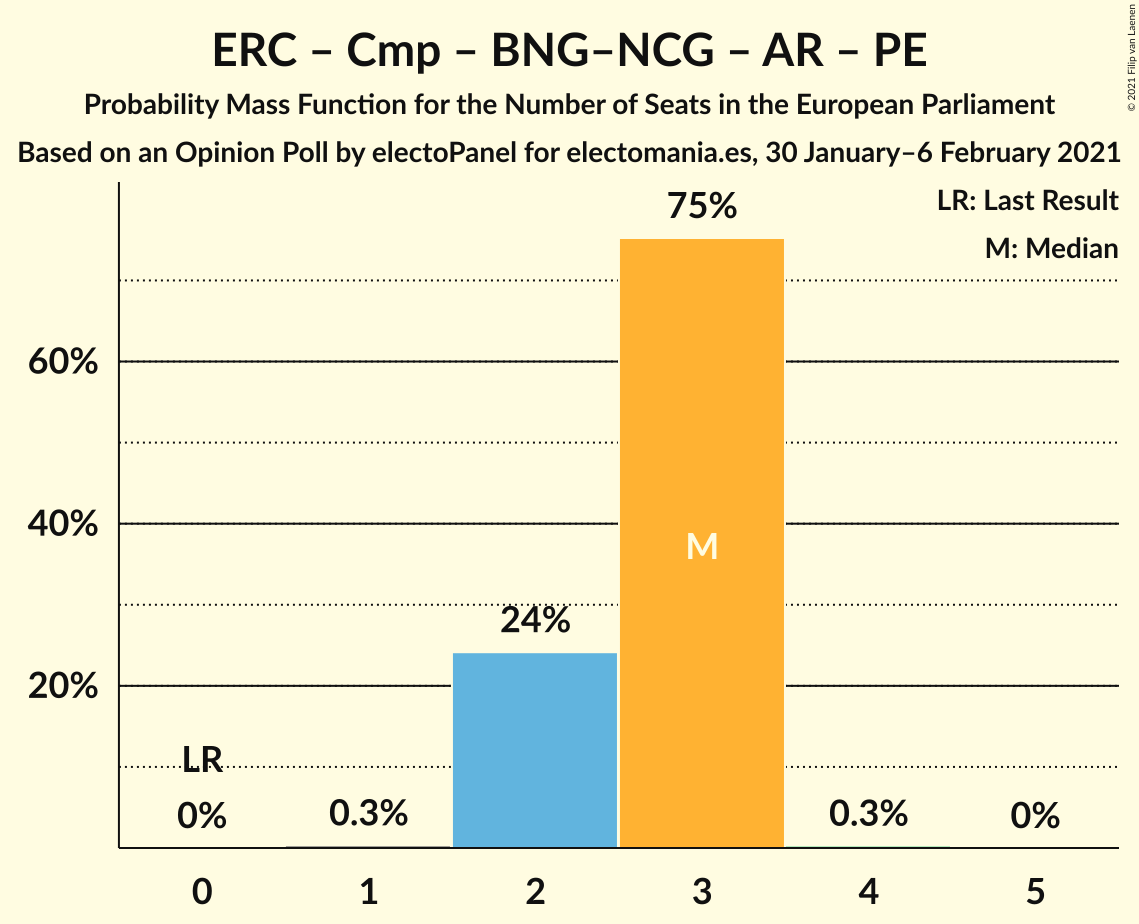 ERC – Cmp – BNG–NCG – AR – PE
Probability Mass Function for the Number of Seats in the European Parliament
Based on an Opinion Poll by electoPanel for electomania.es, 30 January–6 February 2021
© 2021 Filip van Laenen
LR: Last Result
M: Median
75%
60%
40%
M
24%
20%
LR
0%
0.3%
0.3%
0%
0 1 2 3 4 5